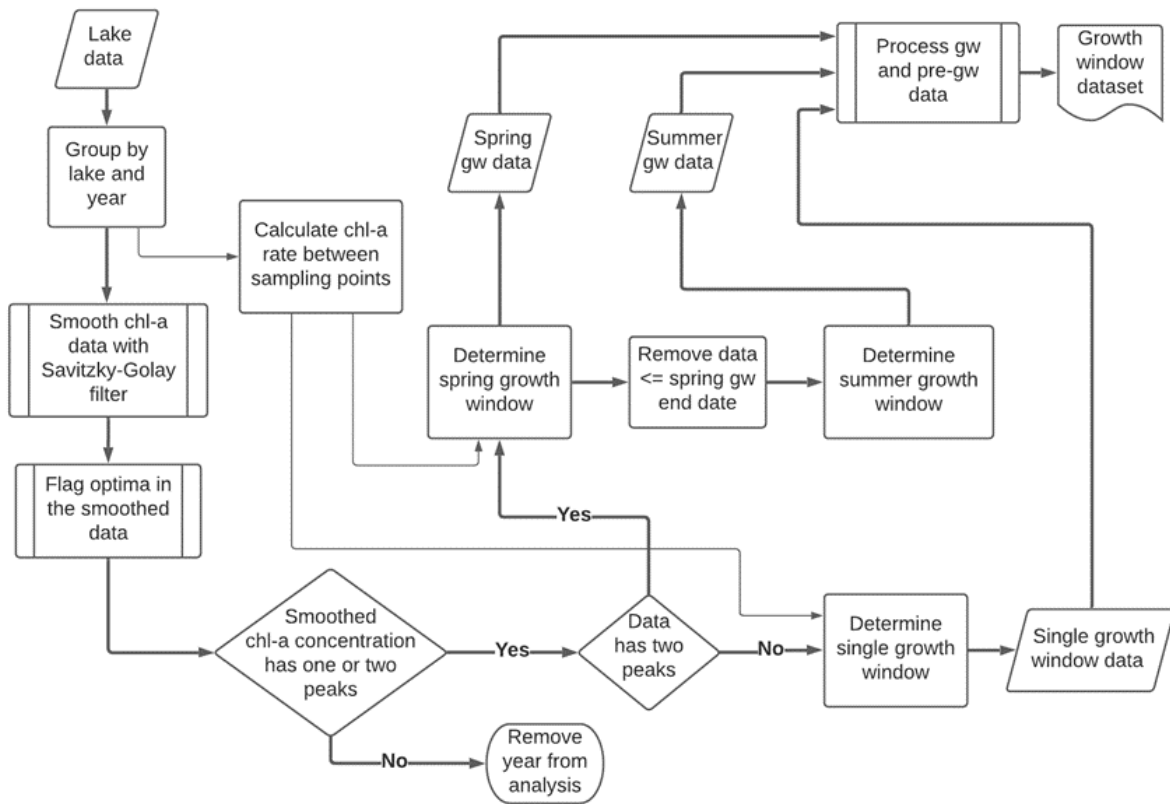 Lake
data
Group by
lake and
year
Calculate chl-a
rate between
sampling points
Smooth chl-a
data with
Savitzky-Golay
filter
Flag optima in
the smoothed
data
Smoothed
chl-a concentration
has one or two
peaks
Yes
No
Remove
year from
analysis
Data
has two
peaks
Yes
No
Determine
spring growth
window
Spring
gw data
Remove data
<= spring gw
end date
Determine
summer growth
window
Summer
gw data
Determine
single growth
window
Single growth
window data
Process gw
and pre-gw
data
Growth
window
dataset